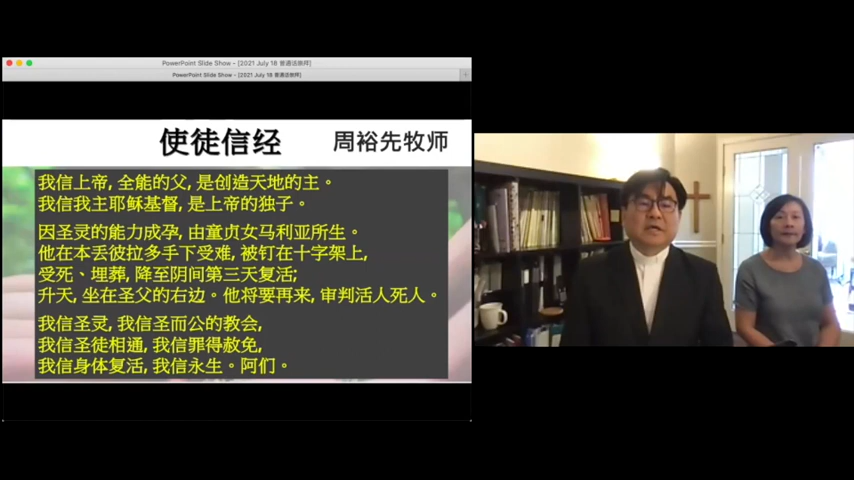 PowerPoint Slide Show - [2021 July 18 普通话崇拜]
PowerPoint Slide Show - [2021 July 18 普通话崇拜]
使徒信经 周裕先牧师
我信上帝, 全能的父, 是创造天地的主。
我信我主耶稣基督, 是上帝的独子。
因圣灵的能力成孕, 由童贞女马利亚所生。
他在本丢彼拉多手下受难, 被钉在十字架上,
受死、埋葬, 降至阴间第三天复活;
升天, 坐在圣父的右边。他将要再来, 审判活人死人。
我信圣灵, 我信圣而公的教会,
我信圣徒相通, 我信罪得赦免,
我信身体复活, 我信永生。阿们。